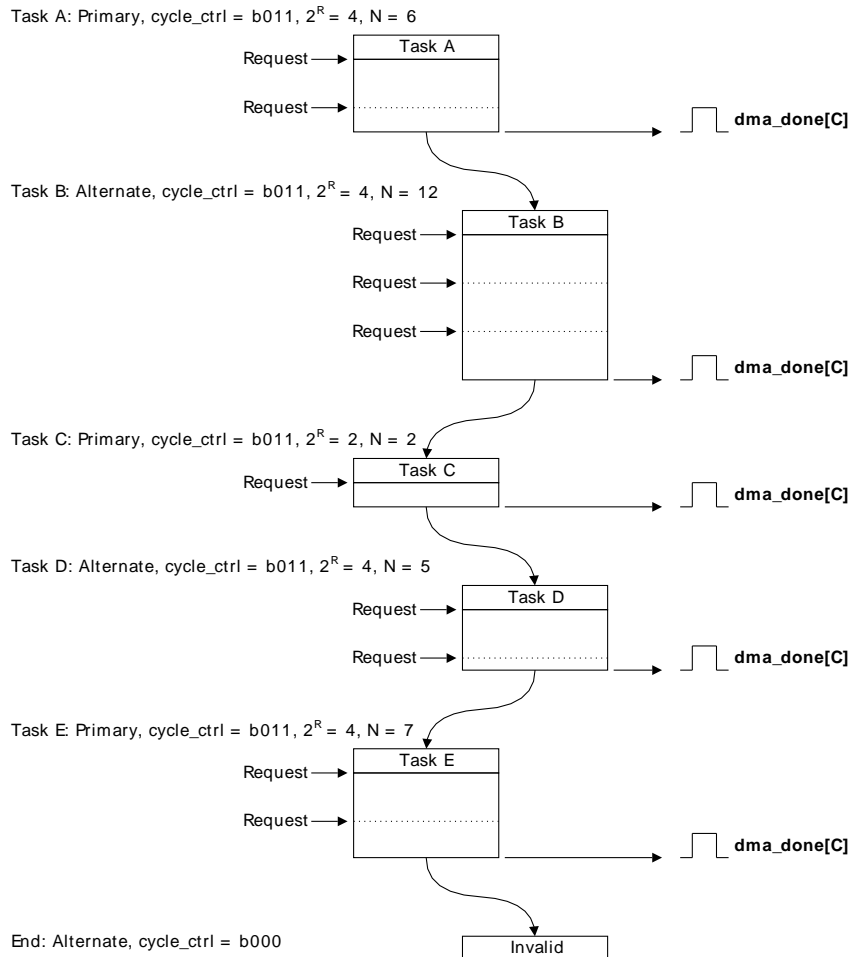 Task A: Primary, cycle_ctrl = b011, 2^R = 4, N = 6
Task A
Request
Request
dma_done[C]
Task B: Alternate, cycle_ctrl = b011, 2^R = 4, N = 12
Task B
Request
Request
Request
dma_done[C]
Task C: Primary, cycle_ctrl = b011, 2^R = 2, N = 2
Task C
Request
dma_done[C]
Task D: Alternate, cycle_ctrl = b011, 2^R = 4, N = 5
Task D
Request
Request
dma_done[C]
Task E: Primary, cycle_ctrl = b011, 2^R = 4, N = 7
Task E
Request
Request
dma_done[C]
End: Alternate, cycle_ctrl = b000
Invalid